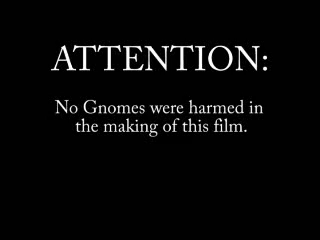 ATTENTION:
No Gnomes were harmed in
the making of this film.